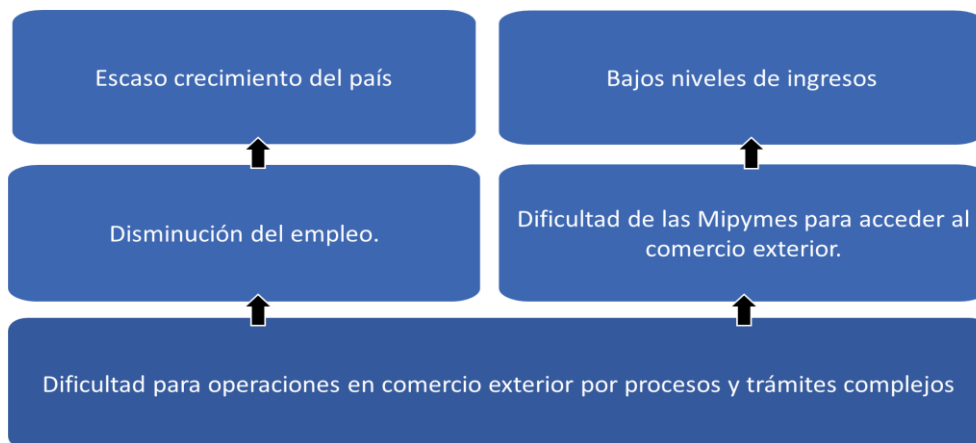 Escaso crecimiento del país
Bajos niveles de ingresos
Disminución del empleo.
Dificultad de las Mipymes para acceder al
comercio exterior.
Dificultad para operaciones en comercio exterior por procesos y trámites complejos